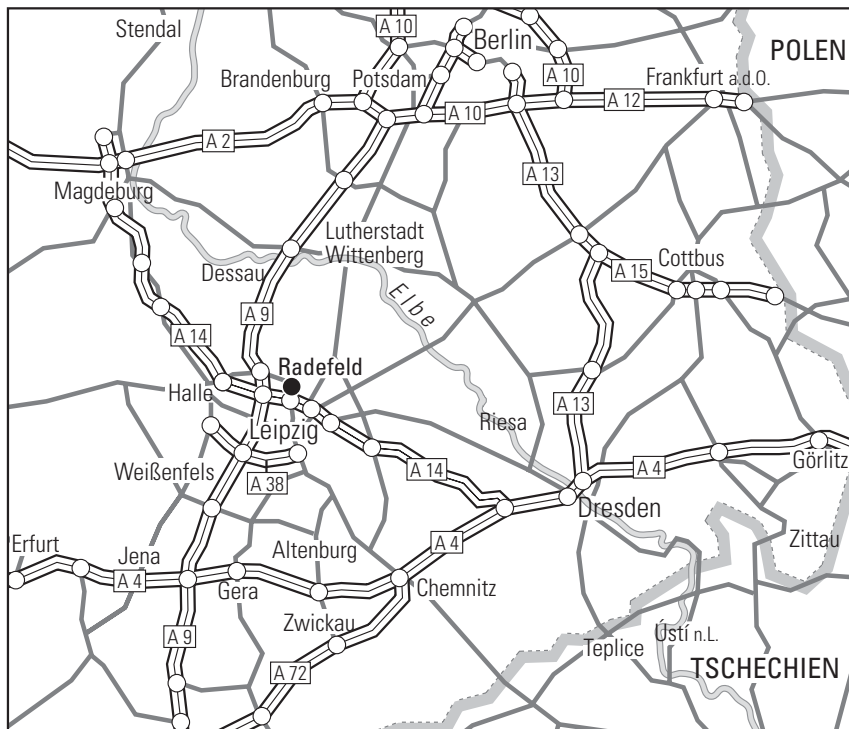 Stendal
A 10
Berlin
POLEN
Brandenburg
Potsdam
A 10
Frankfurt a.d.O.
A 2
A 10
A 12
Magdeburg
A 13
Lutherstadt
Wittenberg
Dessau
Cottbus
A 15
Elbe
A 9
A 14
Radefeld
Halle
A 13
Riesa
Leipzig
Görlitz
Weißenfels
A 14
A 4
A 38
Dresden
Erfurt
Jena
Altenburg
A 4
Zittau
A 4
Gera
Chemnitz
Zwickau
A 9
Teplice
Ústí n.L.
A 72
TSCHECHIEN